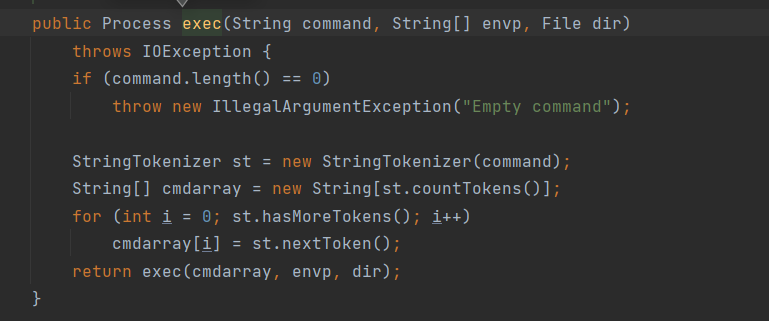 public Process exec(String command, String[] envp, File dir)
    throws IOException {
    if (command.length() == 0)
        throw new IllegalArgumentException("Empty command");

    StringTokenizer st = new StringTokenizer(command);
    String[] cmdarray = new String[st.countTokens()];
    for (int i = 0; st.hasMoreTokens(); i++)
        cmdarray[i] = st.nextToken();
    return exec(cmdarray, envp, dir);
}